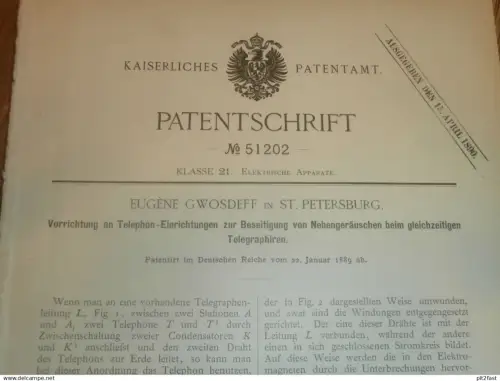 KAISERLICHES PATENTAMT.
AUSGEGEBEN DEN 12. APRIL 1890.
PATENTSCHRIFT
— № 51202 —
KLASSE 21. ELEKTRISCHE APPARATE.
EUGÈNE GWOSDEFF IN ST. PETERSBURG.
Vorrichtung an Telephon-Einrichtungen zur Beseitigung von Nebengeräuschen beim gleichzeitigen
Telegraphiren.
Patentirt im Deutschen Reiche vom 22. Januar 1889 ab.
Wenn man an eine vorhandene Telegraphen-
leitung L, Fig. 1, zwischen zwei Stationen A
und A, zwei Telephone T und T¹ durch
Zwischenschaltung zweier Condensatoren K
und K¹ anschließt und den zweiten Draht
des Telephons zur Erde leitet, so kann man
bei dieser Anordnung das Telephon benutzen,
der in Fig. 2 dargestellten Weise umwunden,
und zwar sind die Windungen entgegengesetzt
gerichtet. Der eine dieser Drähte ist mit der
Leitung L verbunden, während der andere
in einen besonderen geschlossenen Stromkreis bildet.
Auf diese Weise werden die in den Elektro-
magneten durch die Unterbrechungen hervor-
pit2fast